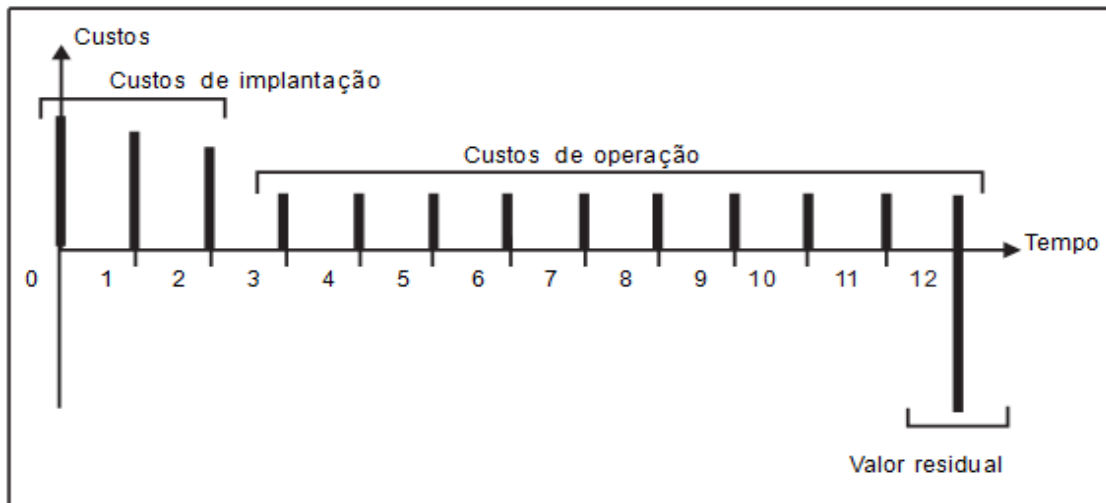 Custos
Custos de implantação
Custos de operação
Tempo
0 1 2 3 4 5 6 7 8 9 10 11 12
Valor residual